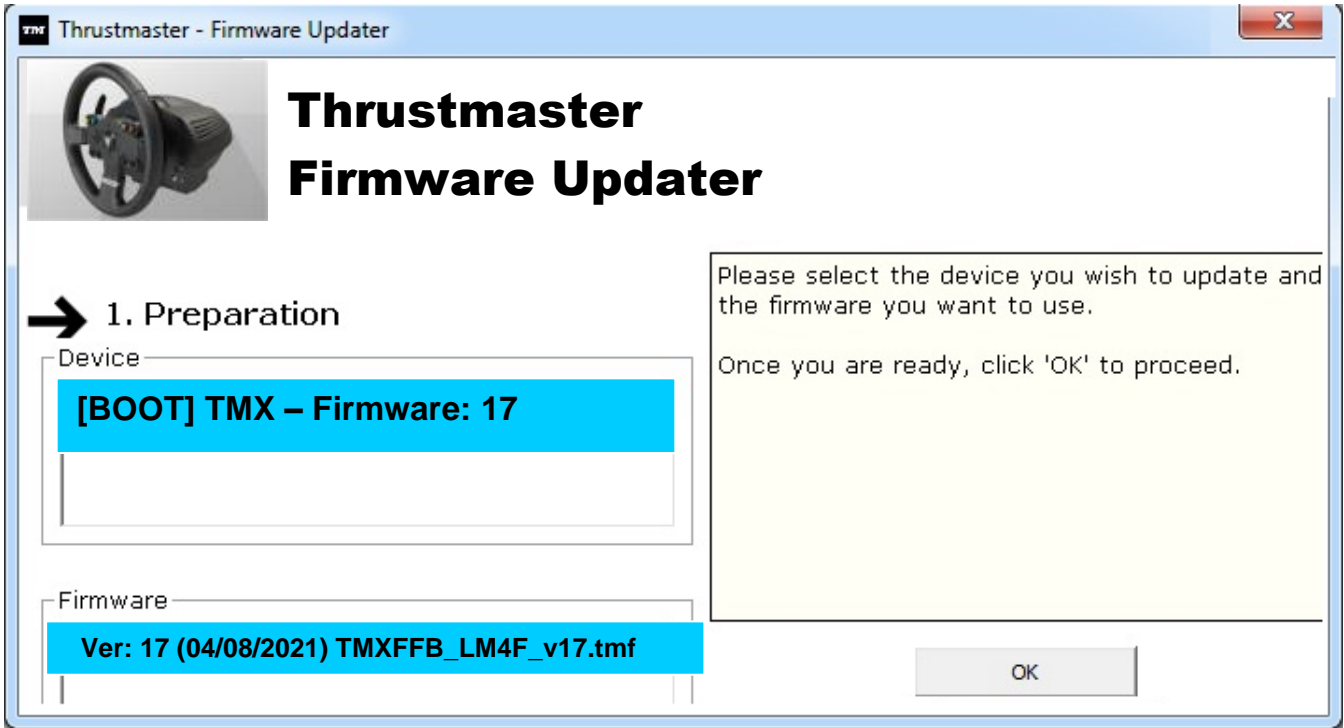 TM Thrustmaster - Firmware Updater
Thrustmaster
Firmware Updater
1. Preparation
Device
[BOOT] TMX – Firmware: 17
Firmware
Ver: 17 (04/08/2021) TMXFFB_LM4F_v17.tmf
Please select the device you wish to update and
the firmware you want to use.
Once you are ready, click 'OK' to proceed.
OK